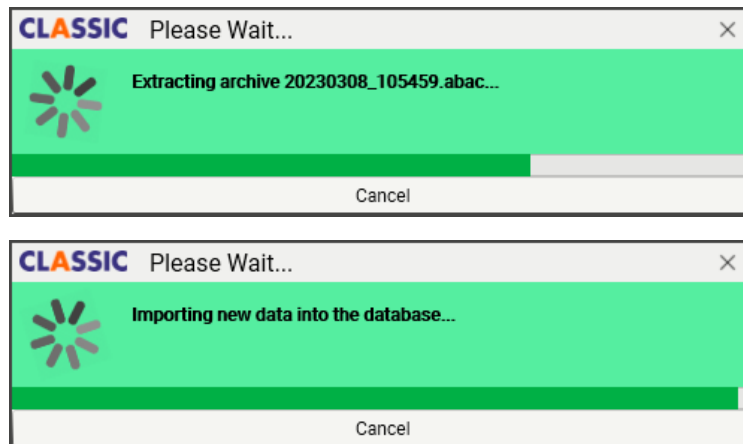 CLASSIC Please Wait...
Extracting archive 20230308_105459.abac...
Cancel
CLASSIC Please Wait...
Importing new data into the database...
Cancel